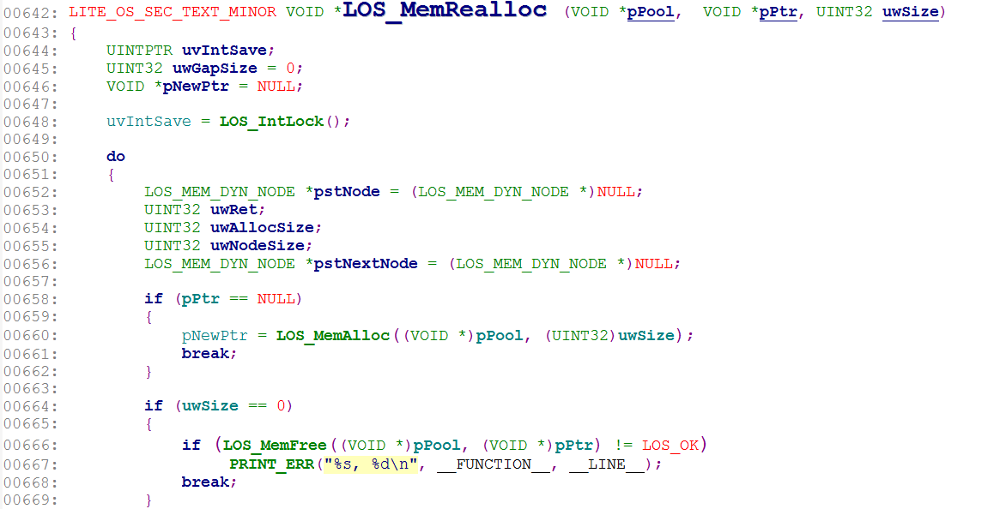 00642: LITE_OS_SEC_TEXT_MINOR VOID *LOS_MemRealloc (VOID *pPool,  VOID *pPtr, UINT32 uwSize)
00643: {
00644:     UINTPTR uvIntSave;
00645:     UINT32 uwGapSize = 0;
00646:     VOID *pNewPtr = NULL;
00647:
00648:     uvIntSave = LOS_IntLock();
00649:
00650:     do
00651:     {
00652:         LOS_MEM_DYN_NODE *pstNode = (LOS_MEM_DYN_NODE *)NULL;
00653:         UINT32 uwRet;
00654:         UINT32 uwAllocSize;
00655:         UINT32 uwNodeSize;
00656:         LOS_MEM_DYN_NODE *pstNextNode = (LOS_MEM_DYN_NODE *)NULL;
00657:
00658:         if (pPtr == NULL)
00659:         {
00660:             pNewPtr = LOS_MemAlloc((VOID *)pPool, (UINT32)uwSize);
00661:             break;
00662:         }
00663:
00664:         if (uwSize == 0)
00665:         {
00666:             if (LOS_MemFree((VOID *)pPool, (VOID *)pPtr) != LOS_OK)
00667:                  PRINT_ERR("%s, %d\n", __FUNCTION__, __LINE__);
00668:             break;
00669:         }